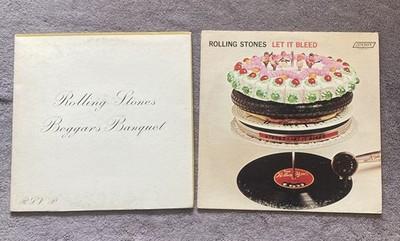 Rolling Stones
Beggars Banquet
R.S.V.P.
ROLLING STONES LET IT BLEED
LONDON